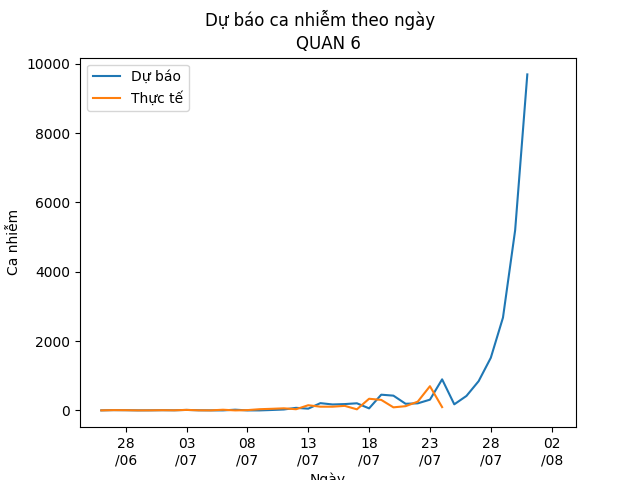 Dự báo ca nhiễm theo ngày
QUAN 6
Dự báo
Thực tế
Ca nhiễm
10000
8000
6000
4000
2000
0
28 03 08 13 18 23 28 02
/06 /07 /07 /07 /07 /07 /07 /08
Ngày